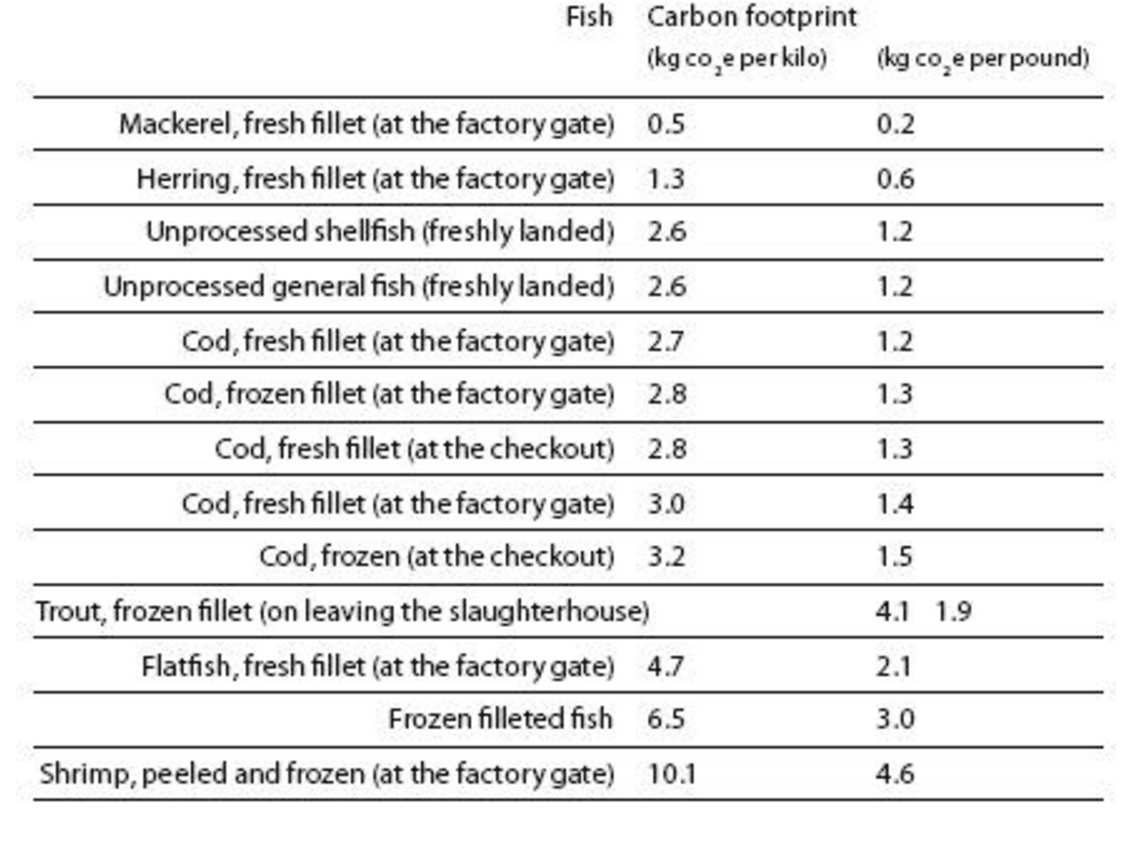 Fish Carbon footprint
(kg co₂e per kilo) (kg co₂e per pound)
Mackerel, fresh fillet (at the factory gate) 0.5 0.2
Herring, fresh fillet (at the factory gate) 1.3 0.6
Unprocessed shellfish (freshly landed) 2.6 1.2
Unprocessed general fish (freshly landed) 2.6 1.2
Cod, fresh fillet (at the factory gate) 2.7 1.2
Cod, frozen fillet (at the factory gate) 2.8 1.3
Cod, fresh fillet (at the checkout) 2.8 1.3
Cod, fresh fillet (at the factory gate) 3.0 1.4
Cod, frozen (at the checkout) 3.2 1.5
Trout, frozen fillet (on leaving the slaughterhouse) 4.1 1.9
Flatfish, fresh fillet (at the factory gate) 4.7 2.1
Frozen filleted fish 6.5 3.0
Shrimp, peeled and frozen (at the factory gate) 10.1 4.6